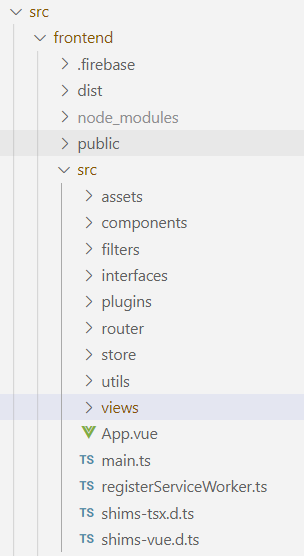 src
frontend
.firebase
dist
node_modules
public
src
assets
components
filters
interfaces
plugins
router
store
utils
views
App.vue
TS main.ts
TS registerServiceWorker.ts
TS shims-tsx.d.ts
TS shims-vue.d.ts